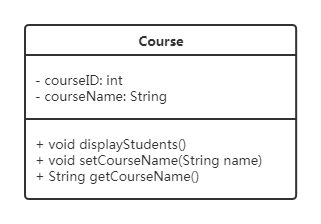 Course
- courseID: int
- courseName: String
+ void displayStudents()
+ void setCourseName(String name)
+ String getCourseName()